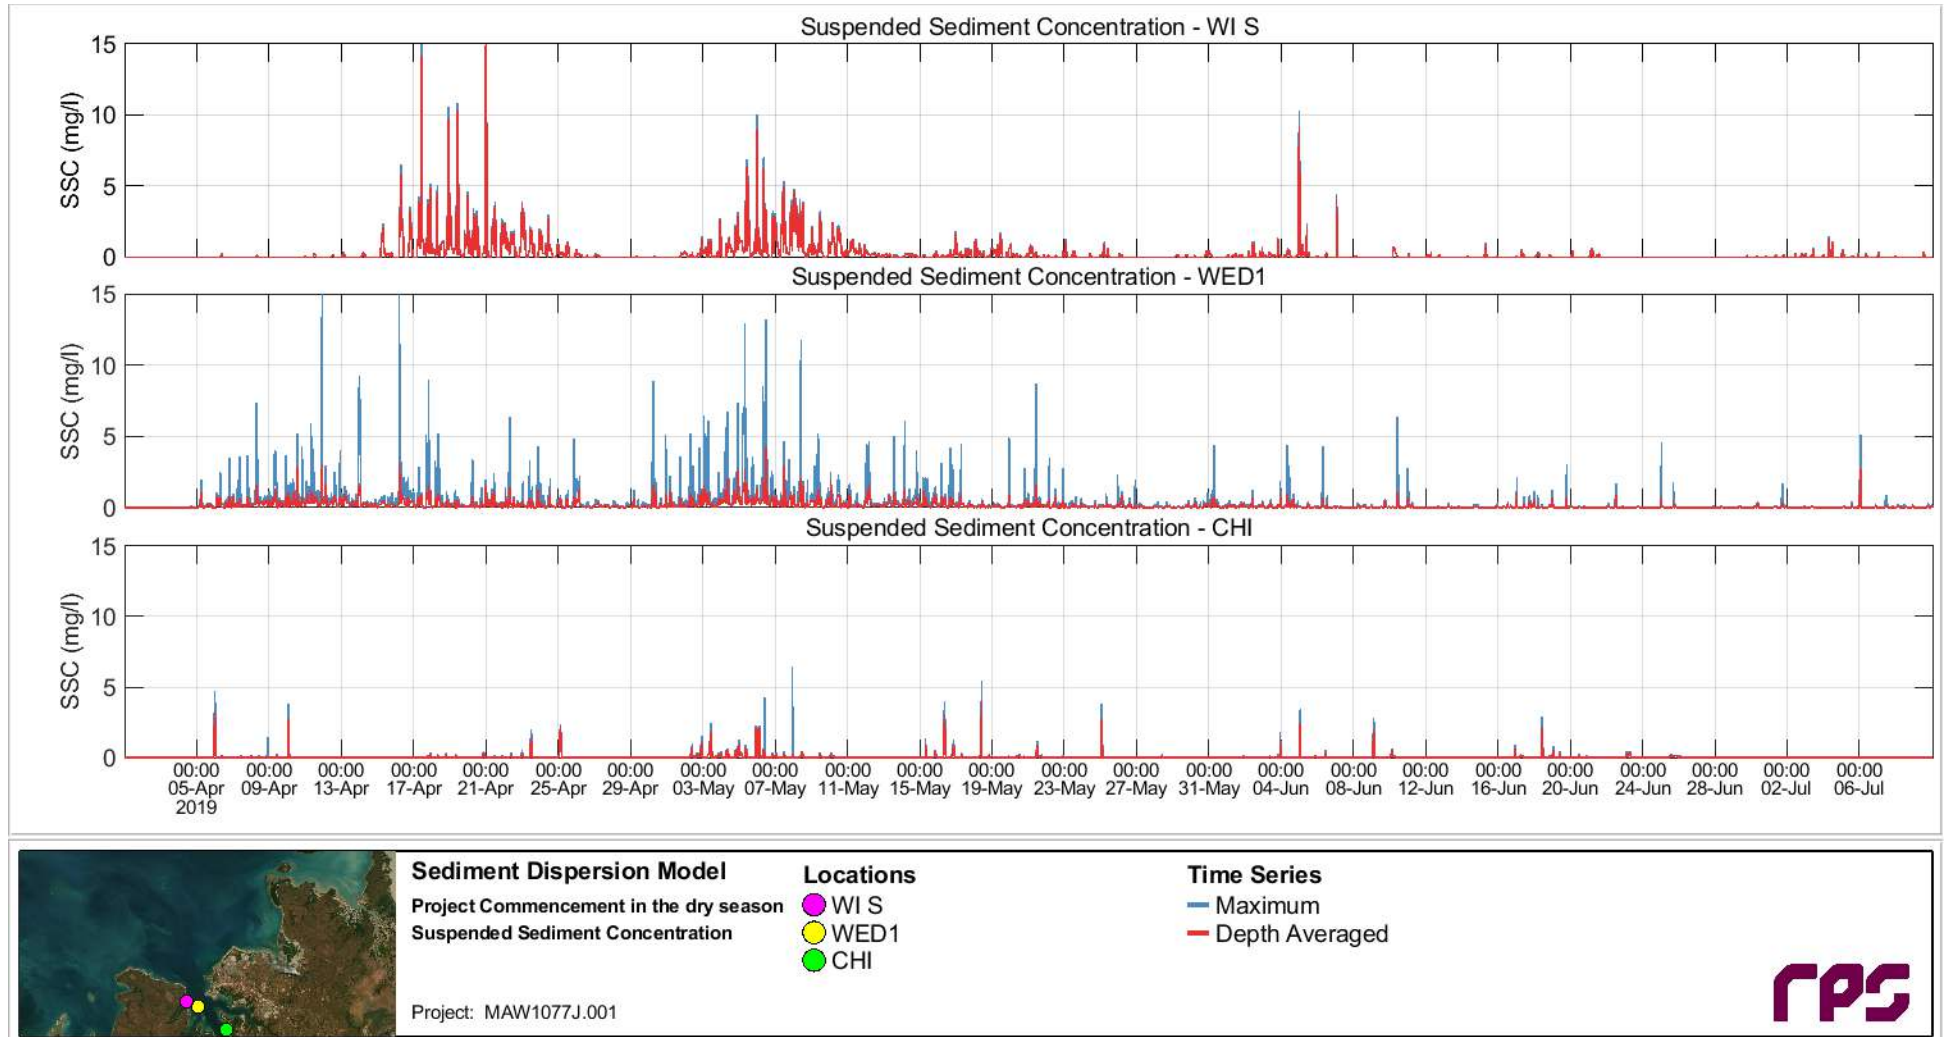 Suspended Sediment Concentration - WI S
SSC (mg/l)
15
10
5
0
Suspended Sediment Concentration - WED1
SSC (mg/l)
15
10
5
0
Suspended Sediment Concentration - CHI
SSC (mg/l)
15
10
5
0
00:00 00:00 00:00 00:00 00:00 00:00 00:00 00:00 00:00 00:00 00:00 00:00 00:00 00:00 00:00 00:00 00:00 00:00 00:00 00:00 00:00 00:00 00:00 00:00
05-Apr 09-Apr 13-Apr 17-Apr 21-Apr 25-Apr 29-Apr 03-May 07-May 11-May 15-May 19-May 23-May 27-May 31-May 04-Jun 08-Jun 12-Jun 16-Jun 20-Jun 24-Jun 28-Jun 02-Jul 06-Jul
2019
Sediment Dispersion Model
Project Commencement in the dry season
Suspended Sediment Concentration
Project: MAW1077J.001
Locations
WI S
WED1
CHI
Time Series
Maximum
Depth Averaged
rps